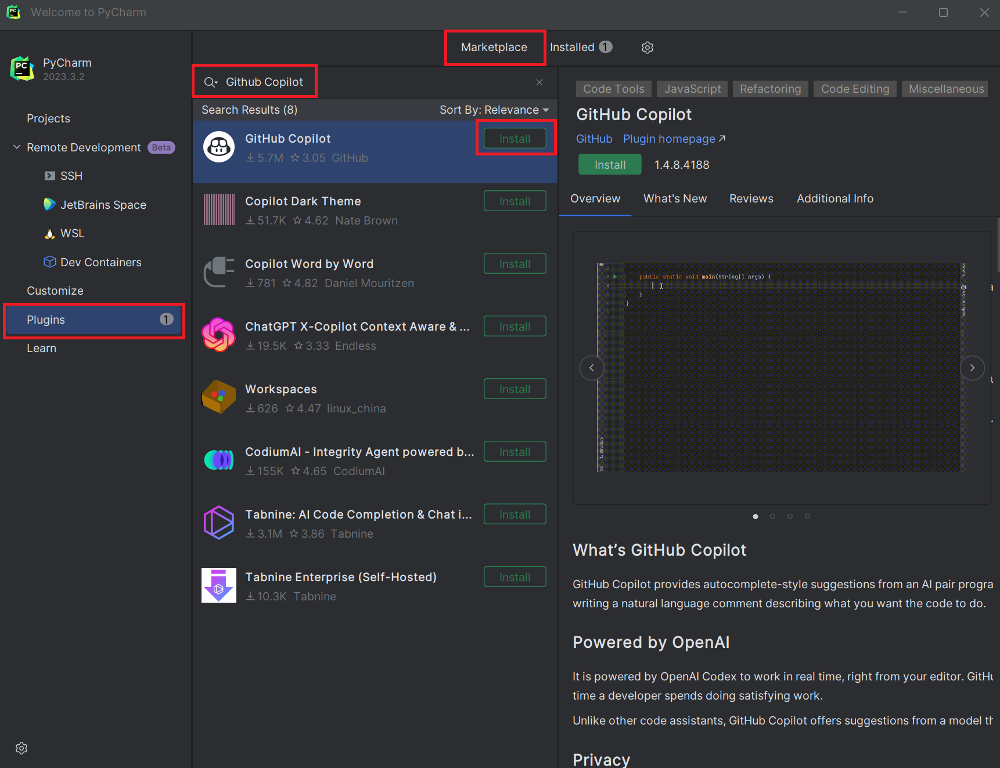 Welcome to PyCharm
PyCharm
2023.3.2
Projects
Remote Development Beta
SSH
JetBrains Space
WSL
Dev Containers
Customize
Plugins 1
Learn
Marketplace Installed 1
Github Copilot
Search Results (8) Sort By: Relevance
GitHub Copilot Install
5.7M 3.05 GitHub
Copilot Dark Theme Install
51.7K 4.62 Nate Brown
Copilot Word by Word Install
781 4.82 Daniel Mouritzen
ChatGPT X-Copilot Context Aware & ... Install
19.5K 3.33 Endless
Workspaces Install
626 4.47 linux_china
CodiumAI - Integrity Agent powered b... Install
155K 4.65 CodiumAI
Tabnine: AI Code Completion & Chat i... Install
3.1M 3.86 Tabnine
Tabnine Enterprise (Self-Hosted) Install
10.3K Tabnine
Code Tools JavaScript Refactoring Code Editing Miscellaneous
GitHub Copilot
GitHub Plugin homepage
Install 1.4.8.4188
Overview What's New Reviews Additional Info
2
3 public static void main(String[] args) {
4
5 }
6 }
7
GitHub Copilot
Structure
What's GitHub Copilot
GitHub Copilot provides autocomplete-style suggestions from an AI pair progra
writing a natural language comment describing what you want the code to do.
Powered by OpenAI
It is powered by OpenAI Codex to work in real time, right from your editor. GitHu
time a developer spends doing satisfying work.
Unlike other code assistants, GitHub Copilot offers suggestions from a model th
Privacy